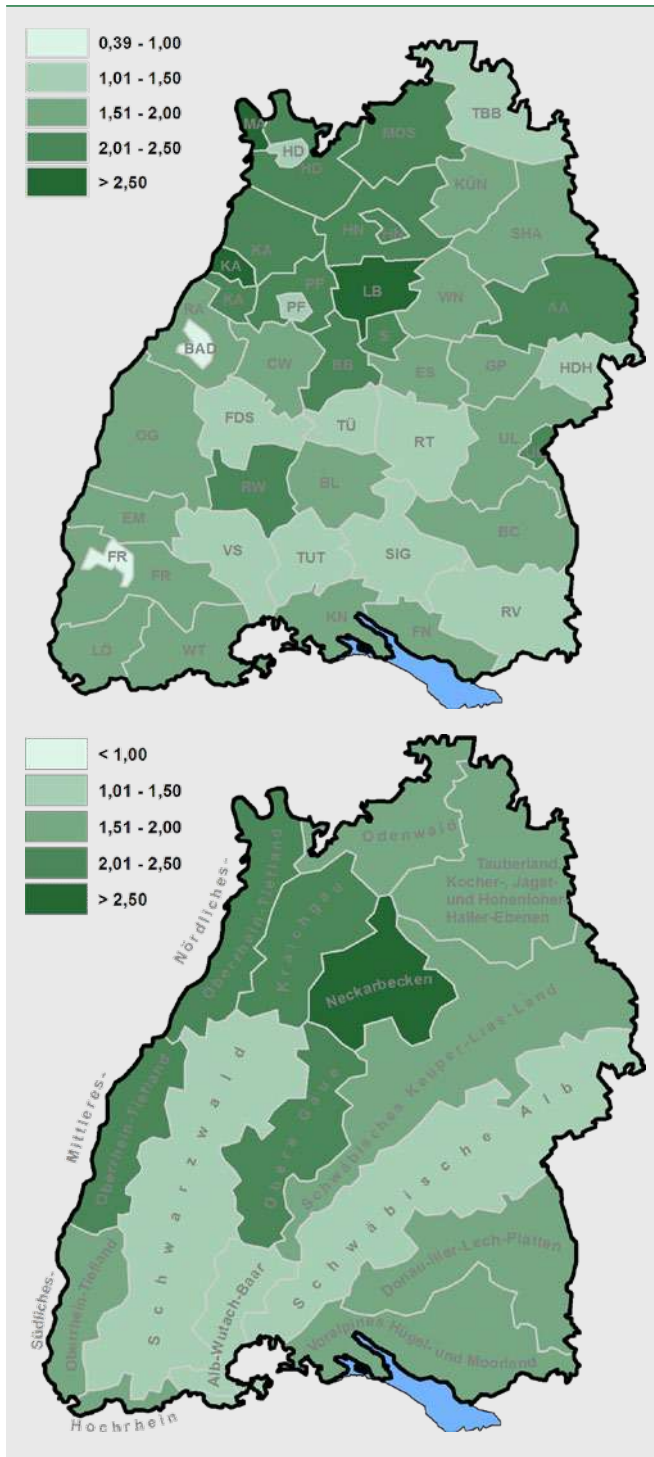 0,39 - 1,00
1,01 - 1,50
1,51 - 2,00
2,01 - 2,50
> 2,50
TBB
MA
MOS
HD
HD
KÜN
HN
HN
SHA
KA
KA
KA
PF
PF
LB
WN
AA
RA
BAD
S
CW
BB
ES
GP
HDH
FDS
TÜ
RT
UL
OG
RW
BL
EM
BC
FR
FR
VS
TUT
SIG
RV
KN
FN
LÖ
WT
< 1,00
1,01 - 1,50
1,51 - 2,00
2,01 - 2,50
> 2,50
Odenwald
Tauberland,
Kocher-, Jagst-
und Hohenloher-
Haller-Ebenen
Nördliches-
Oberrhein-Tiefland
Kraichgau
Neckarbecken
Schwäbisches Keuper-Lias-Land
Mittleres-
Oberrhein-Tiefland
Schwarzwald
Obere Gäue
Schwäbische Alb
Südliches-
Oberrhein-Tiefland
Alb-Wutach-Baar
Donau-Iller-Lech-Platten
Voralpines Hügel- und Moorland
Hochrhein